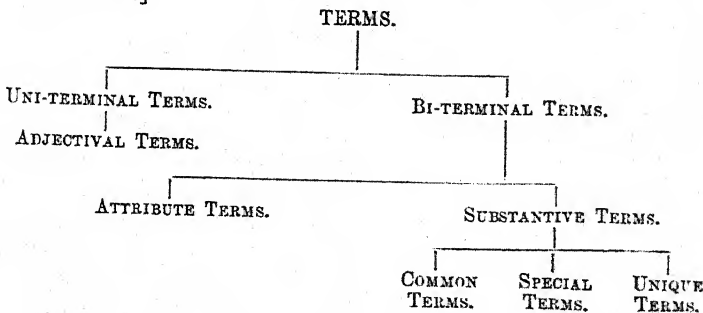 TERMS.
UNI-TERMINAL TERMS.
BI-TERMINAL TERMS.
ADJECTIVAL TERMS.
ATTRIBUTE TERMS.
SUBSTANTIVE TERMS.
COMMON TERMS.
SPECIAL TERMS.
UNIQUE TERMS.